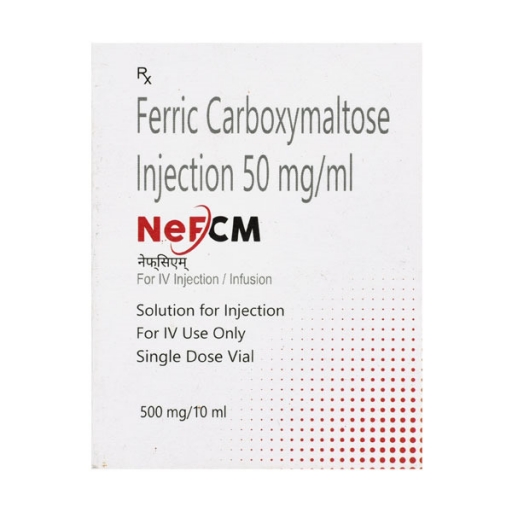 Rx
Ferric Carboxymaltose
Injection 50 mg/ml
NeFCM
नेफ्सिएम्
For IV Injection / Infusion
Solution for Injection
For IV Use Only
Single Dose Vial
500 mg/10 ml